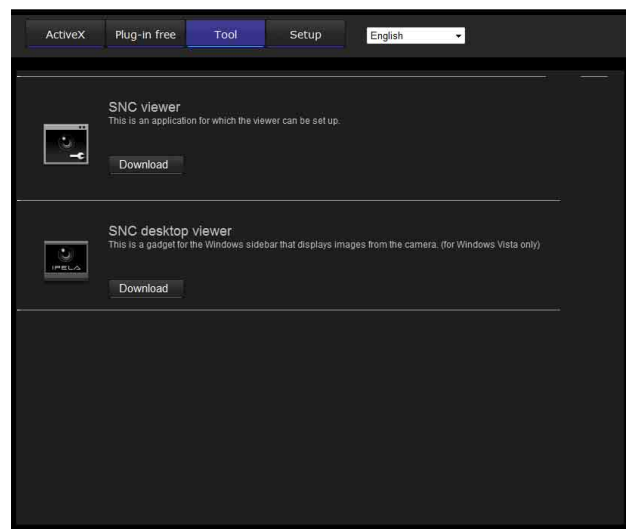 ActiveX Plug-in free Tool Setup English
SNC viewer
This is an application for which the viewer can be set up.
Download
SNC desktop viewer
This is a gadget for the Windows sidebar that displays images from the camera. (for Windows Vista only)
IPELA
Download